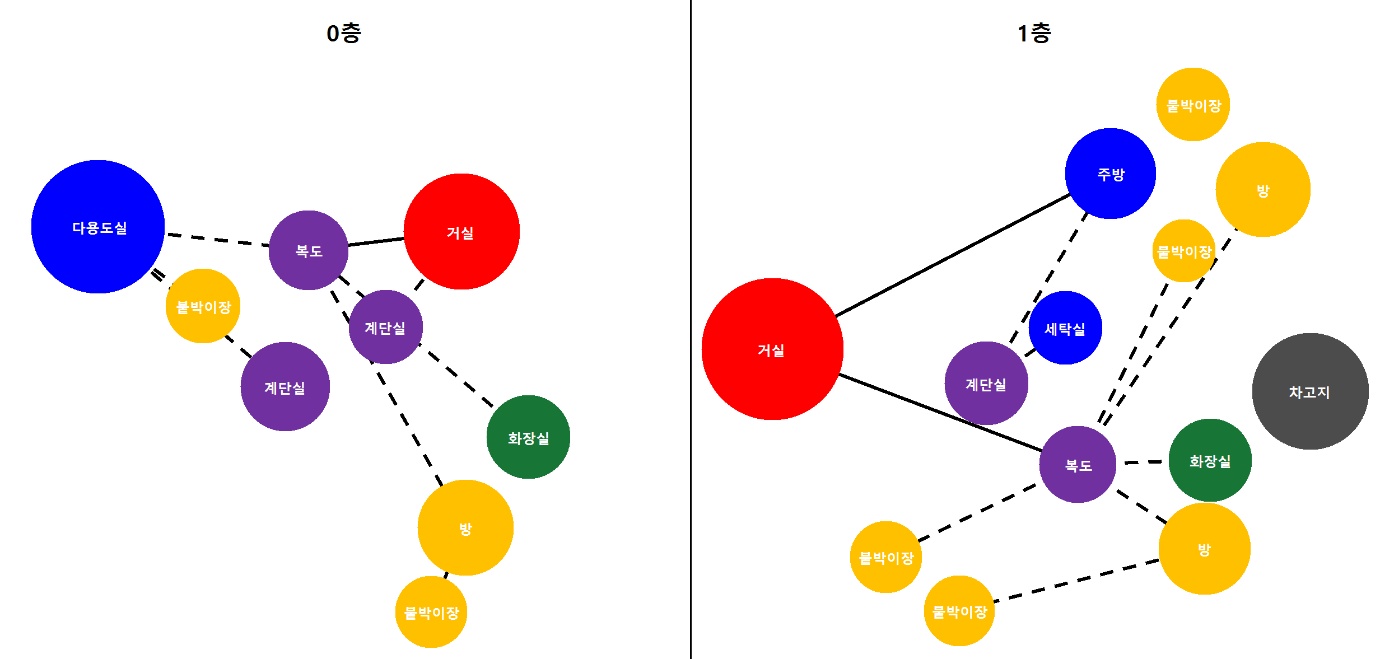 0층
다용도실
복도
거실
붙박이장
계단실
계단실
화장실
방
붙박이장
1층
붙박이장
주방
방
붙박이장
세탁실
거실
계단실
차고지
복도
화장실
방
붙박이장
붙박이장